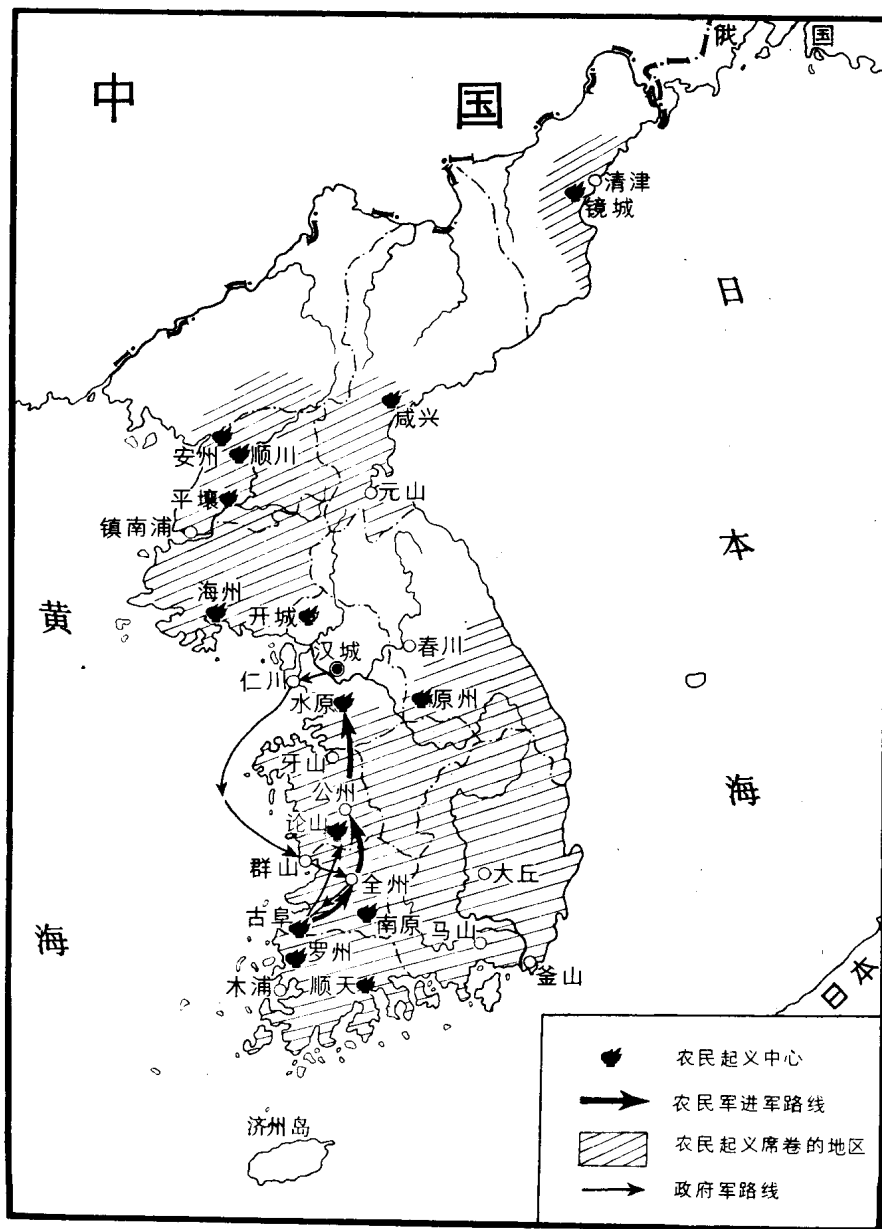 俄国
中国
清津
镜城
日本海
咸兴
安州
顺川
平壤
元山
镇南浦
海州
开城
黄海
汉城
春川
仁川
水原
原州
牙山
公州
论山
群山
全州
大丘
古阜
南原
马山
罗州
木浦
顺天
釜山
日本
济州岛
农民起义中心
农民军进军路线
农民起义席卷的地区
政府军路线